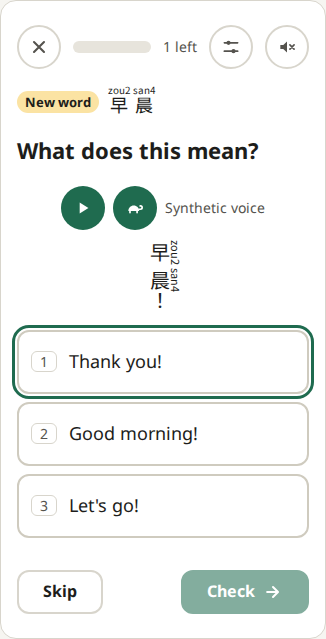 1 left
New word
zou2 san4
早晨
What does this mean?
Synthetic voice
早晨！
zou2 san4
1 Thank you!
2 Good morning!
3 Let's go!
Skip
Check